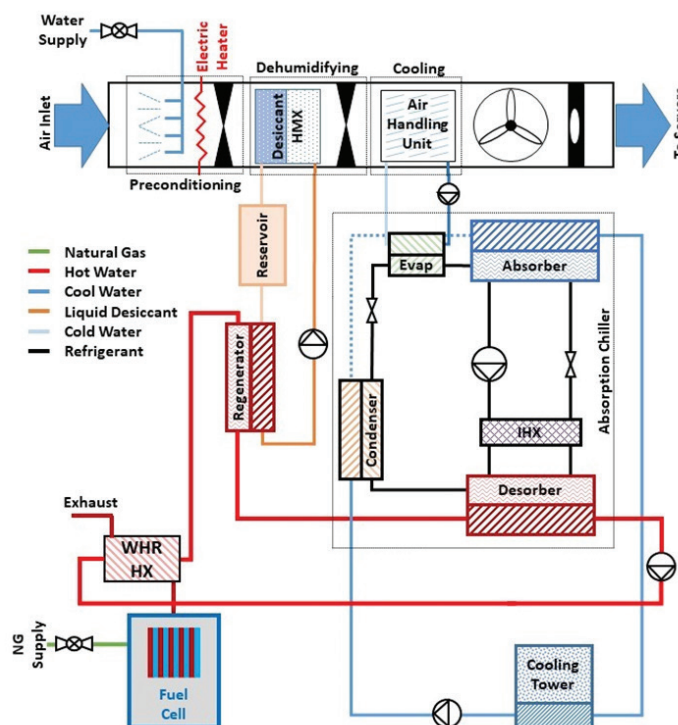 Water
Supply
Electric
Heater
Dehumidifying
Cooling
Air Inlet
Desiccant
HMX
Air
Handling
Unit
To Servers
Preconditioning
Reservoir
Evap
Absorber
Natural Gas
Hot Water
Cool Water
Liquid Desiccant
Cold Water
Refrigerant
Regenerator
Condenser
IHX
Absorption Chiller
Desorber
Exhaust
WHR
HX
NG
Supply
Fuel
Cell
Cooling
Tower